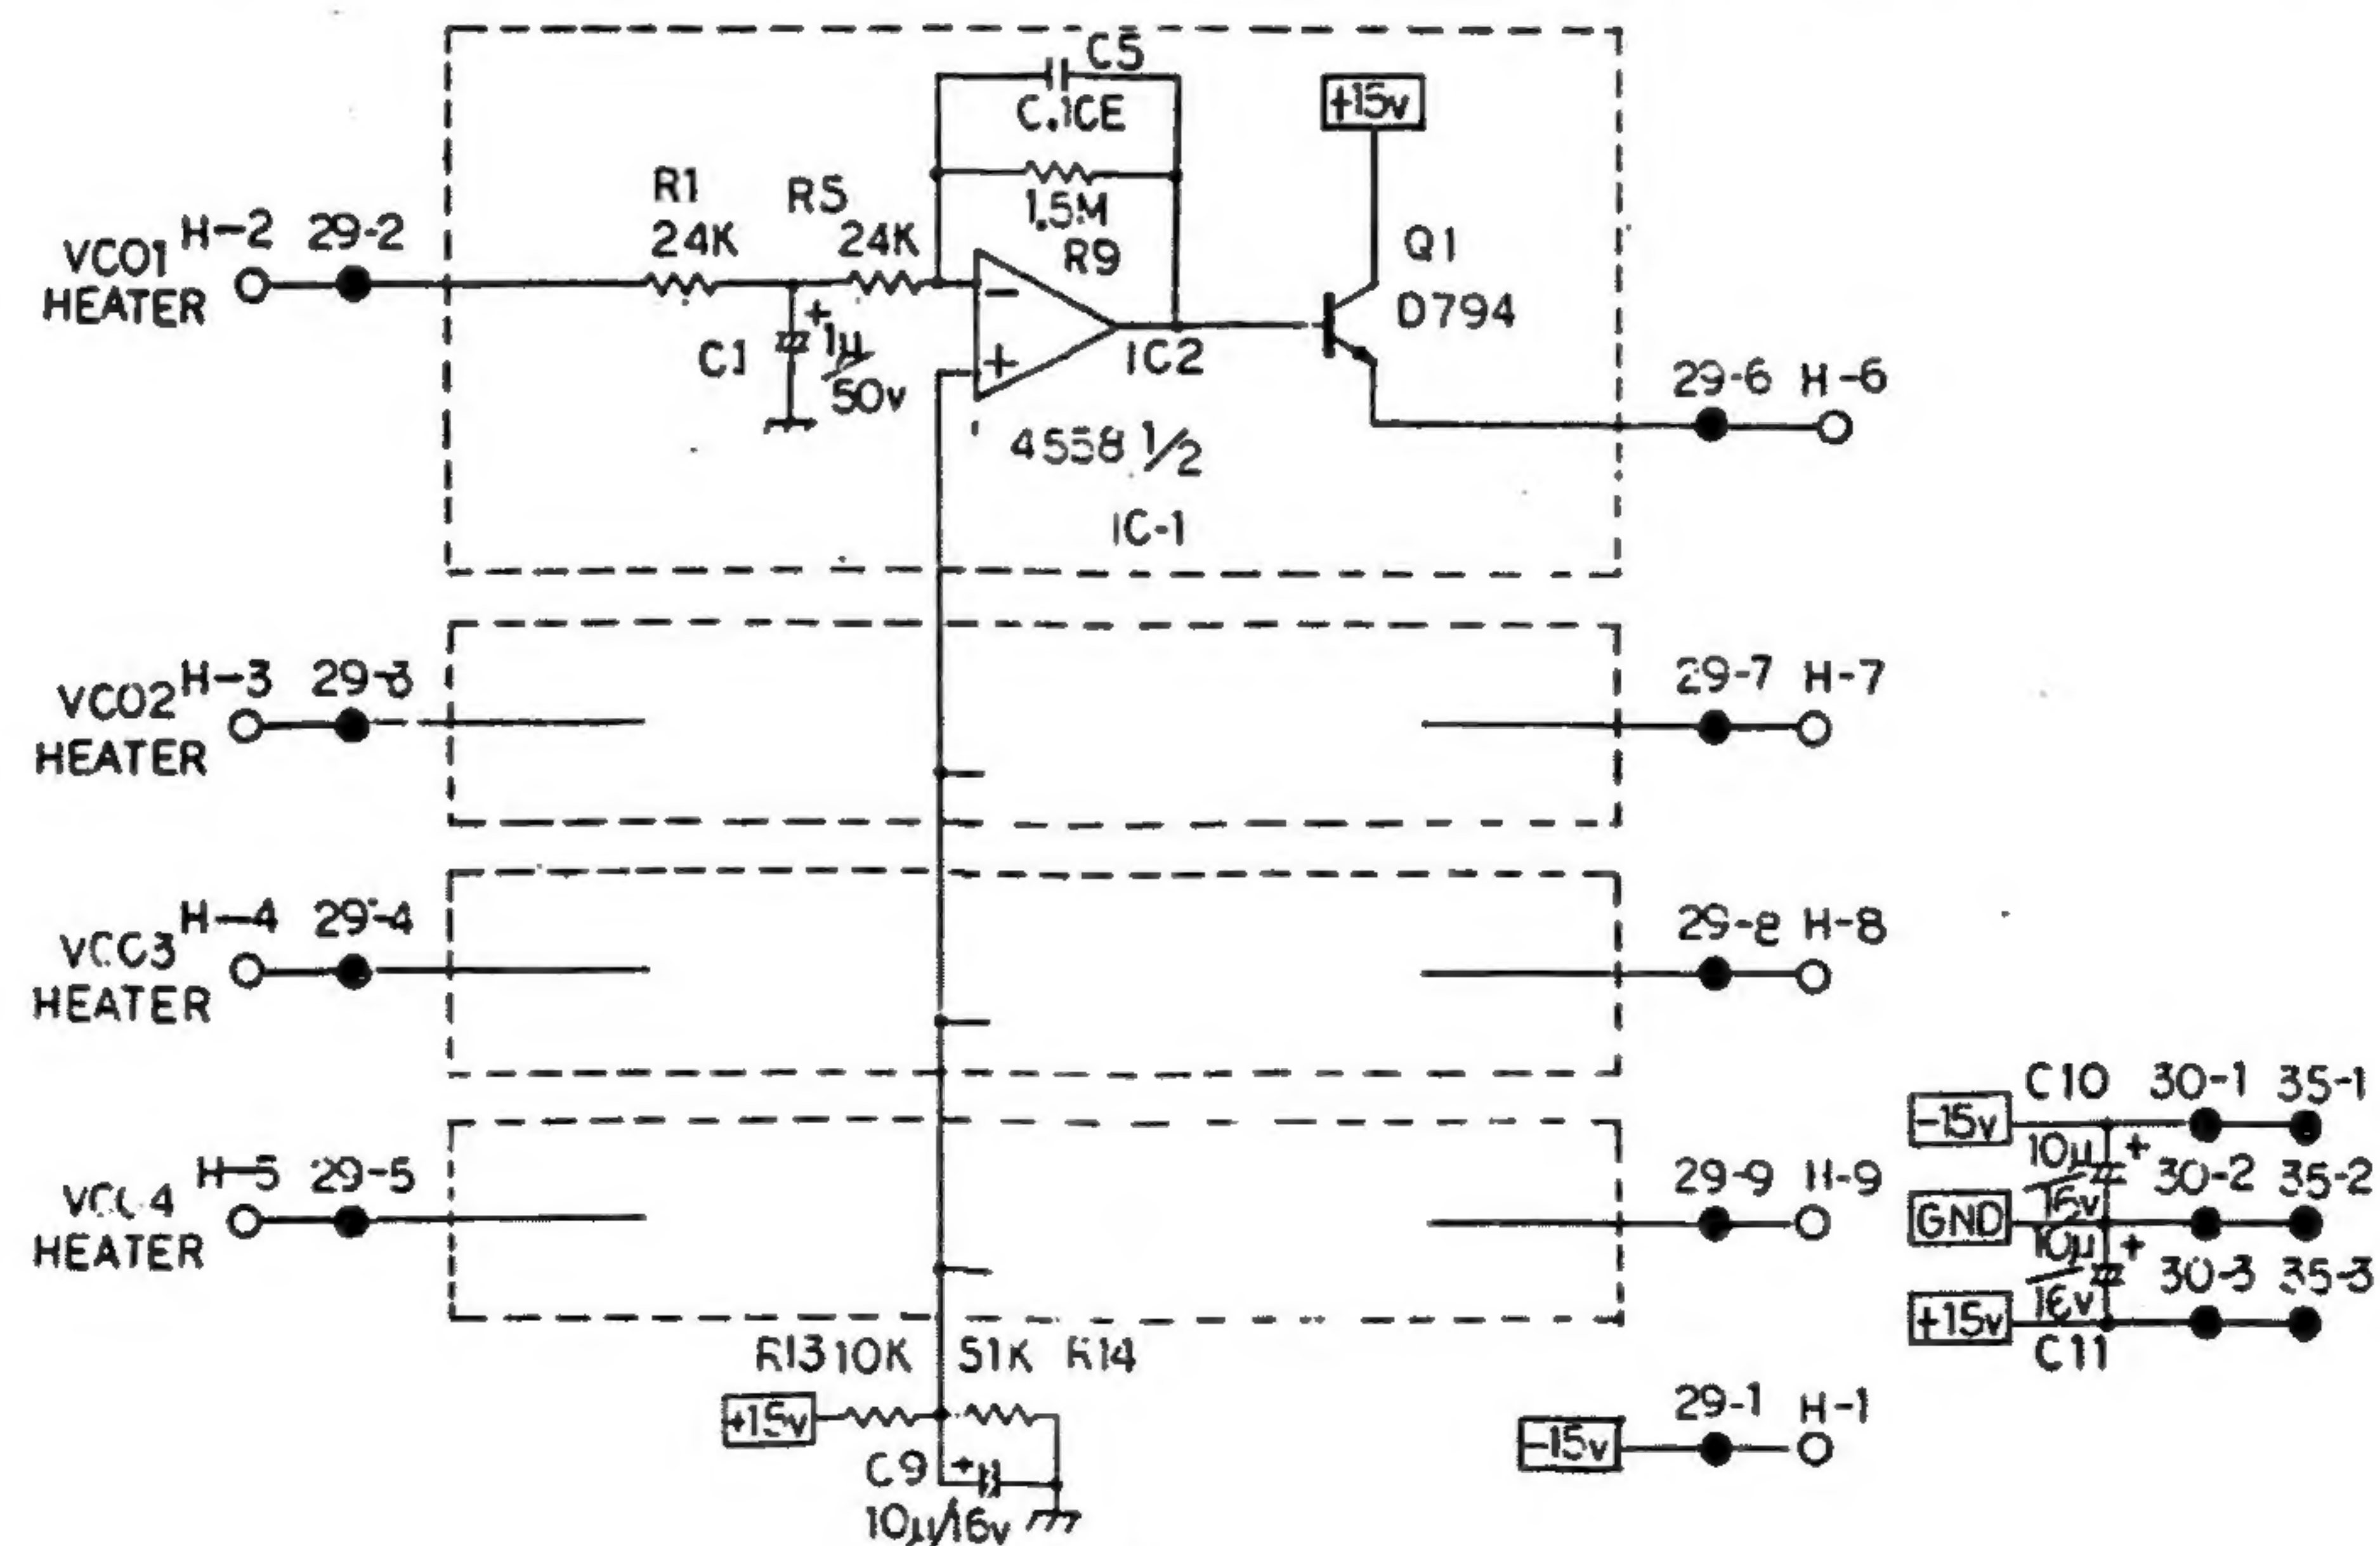 C5
C.1CE
+15v
R1
R5
24K
24K
1.5M
R9
Q1
D794
VCO1
HEATER
H-2
29-2
C1
+
1μ/50v
-
+
IC2
4558 1/2
IC-1
29-6
H-6
VCO2
HEATER
H-3
29-3
29-7
H-7
VCO3
HEATER
H-4
29-4
29-8
H-8
VCO4
HEATER
H-5
29-5
29-9
H-9
C10
30-1
35-1
-15v
10μ/16v
+
30-2
35-2
GND
10μ/16v
+
30-3
35-3
+15v
C11
R13
10K
51K
R14
+15v
C9
+
10μ/16v
29-1
H-1
-15v